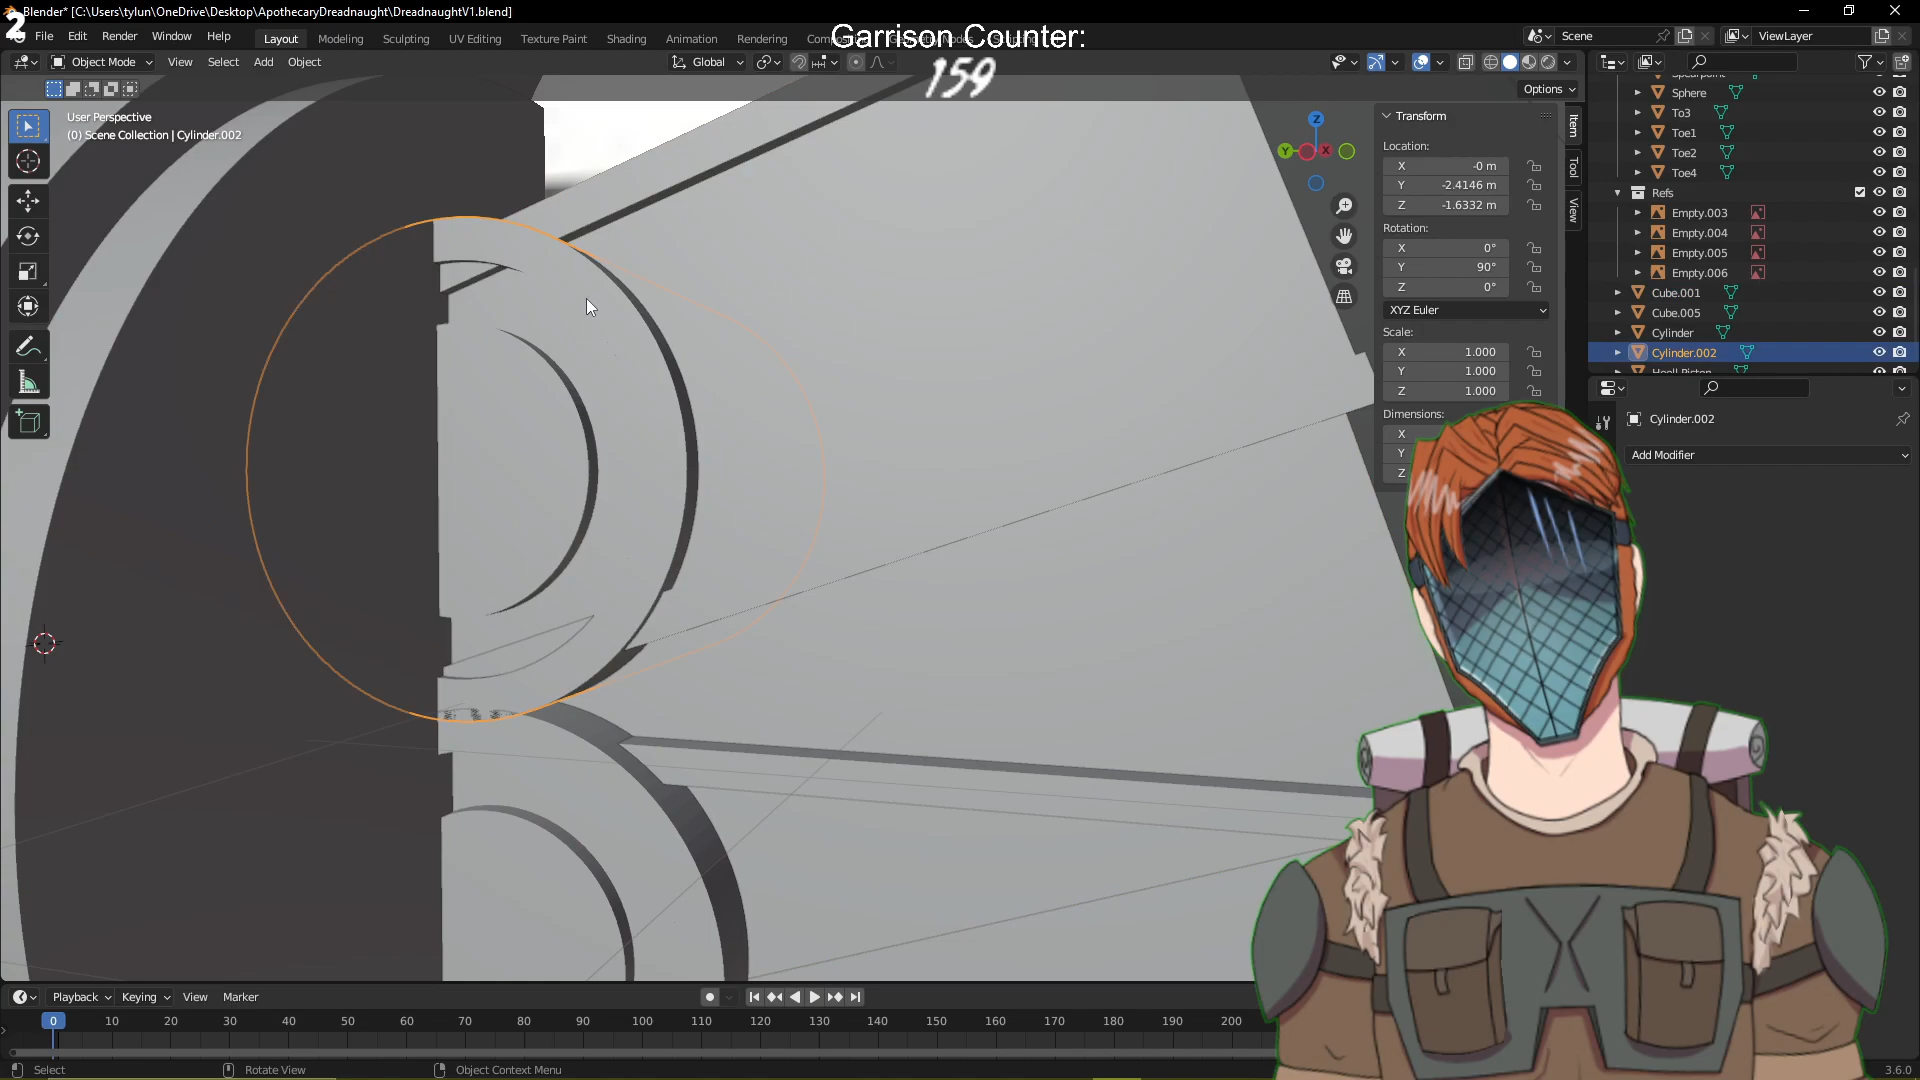 2
Blender* [C:\Users\tylun\OneDrive\Desktop\ApothecaryDreadnaught\DreadnaughtV1.blend]
File Edit Render Window Help
Layout Modeling Sculpting UV Editing Texture Paint Shading Animation Rendering
Garrison Counter:
159
Scene
ViewLayer
Object Mode
View Select Add Object
Global
Options
User Perspective
(0) Scene Collection | Cylinder.002
Z
Y
X
Transform
Location:
X -0 m
Y -2.4146 m
Z -1.6332 m
Rotation:
X 0°
Y 90°
Z 0°
XYZ Euler
Scale:
X 1.000
Y 1.000
Z 1.000
Dimensions:
X
Y
Z
Item
Tool
View
Sphere
To3
Toe1
Toe2
Toe4
Refs
Empty.003
Empty.004
Empty.005
Empty.006
Cube.001
Cube.005
Cylinder
Cylinder.002
Cylinder.002
Add Modifier
Playback Keying View Marker
0 10 20 30 40 50 60 70 80 90 100 110 120 130 140 150 160 170 180 190 200
Select
Rotate View
Object Context Menu
3.6.0